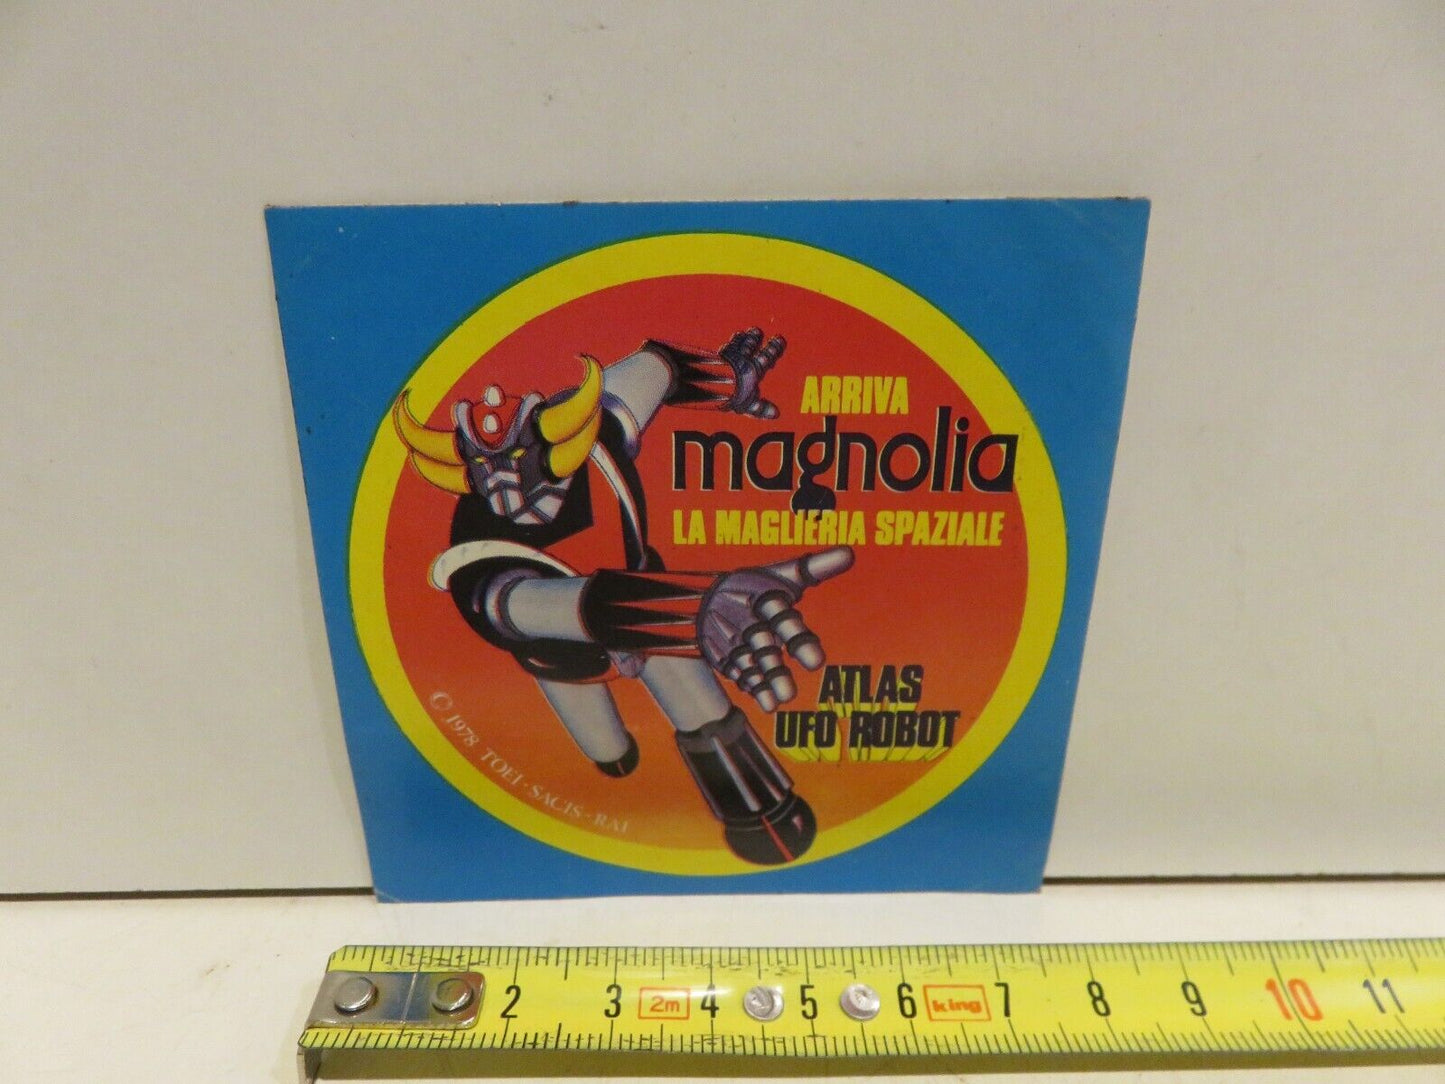 ARRIVA
magnolia
LA MAGLIERIA SPAZIALE
ATLAS
UFO ROBOT
© 1978 TOEI · SACIS · RAI
2 3 2m 4 5 6 king 7 8 9 10 11